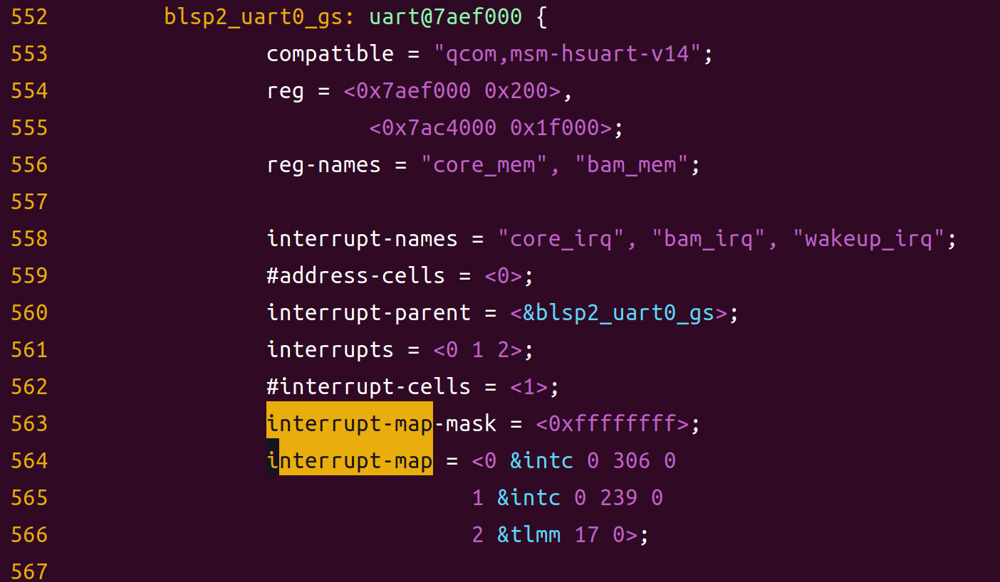 552 blsp2_uart0_gs: uart@7aef000 {
553 compatible = "qcom,msm-hsuart-v14";
554 reg = <0x7aef000 0x200>,
555 <0x7ac4000 0x1f000>;
556 reg-names = "core_mem", "bam_mem";
557
558 interrupt-names = "core_irq", "bam_irq", "wakeup_irq";
559 #address-cells = <0>;
560 interrupt-parent = <&blsp2_uart0_gs>;
561 interrupts = <0 1 2>;
562 #interrupt-cells = <1>;
563 interrupt-map-mask = <0xffffffff>;
564 interrupt-map = <0 &intc 0 306 0
565 1 &intc 0 239 0
566 2 &tlmm 17 0>;
567